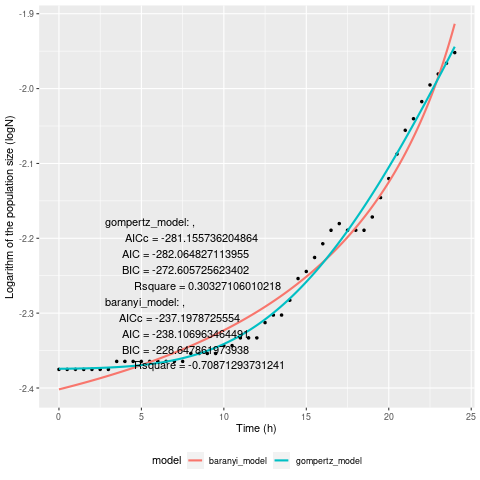 -1.9
-2.0
-2.1
-2.2
-2.3
-2.4
Logarithm of the population size (logN)
gompertz_model: ,
AICc = -281.155736204864
AIC = -282.064827113955
BIC = -272.605725623402
Rsquare = 0.30327106010218
baranyi_model: ,
AICc = -237.1978725554
AIC = -238.106963464491
BIC = -228.647861973938
Rsquare = -0.70871293731241
0
5
10
15
20
25
Time (h)
model
baranyi_model
gompertz_model